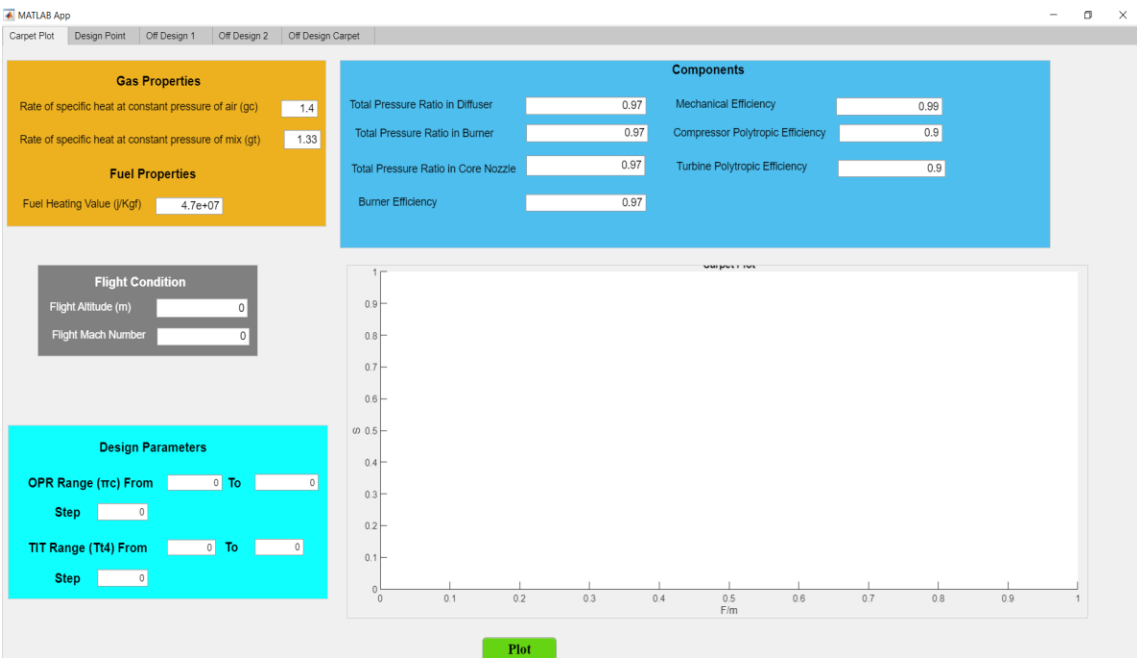 MATLAB App
Carpet Plot Design Point Off Design 1 Off Design 2 Off Design Carpet
Gas Properties
Rate of specific heat at constant pressure of air (gc) 1.4
Rate of specific heat at constant pressure of mix (gt) 1.33
Fuel Properties
Fuel Heating Value (j/Kgf) 4.7e+07
Components
Total Pressure Ratio in Diffuser 0.97 Mechanical Efficiency 0.99
Total Pressure Ratio in Burner 0.97 Compressor Polytropic Efficiency 0.9
Total Pressure Ratio in Core Nozzle 0.97 Turbine Polytropic Efficiency 0.9
Burner Efficiency 0.97
Flight Condition
Flight Altitude (m) 0
Flight Mach Number 0
Design Parameters
OPR Range (πc) From 0 To 0
Step 0
TIT Range (Tt4) From 0 To 0
Step 0
Carpet Plot
1
0.9
0.8
0.7
0.6
S 0.5
0.4
0.3
0.2
0.1
0
0 0.1 0.2 0.3 0.4 0.5 0.6 0.7 0.8 0.9 1
F/m
Plot